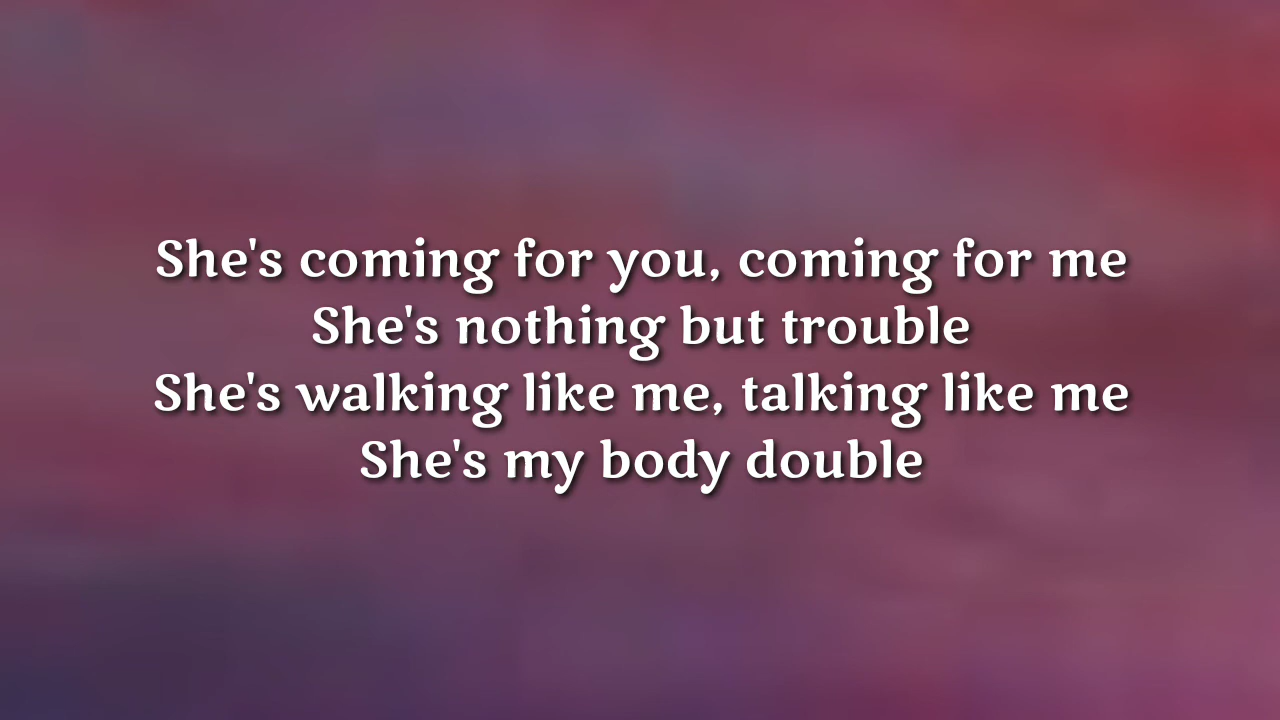 She's coming for you, coming for me
She's nothing but trouble
She's walking like me, talking like me
She's my body double